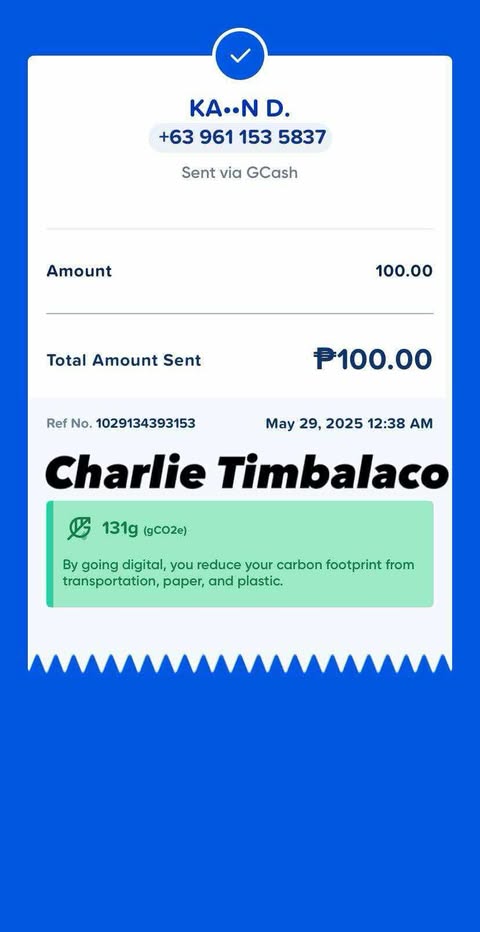 KA••N D.
+63 961 153 5837
Sent via GCash
Amount 100.00
Total Amount Sent ₱100.00
Ref No. 1029134393153 May 29, 2025 12:38 AM
Charlie Timbalaco
131g (gCO2e)
By going digital, you reduce your carbon footprint from
transportation, paper, and plastic.